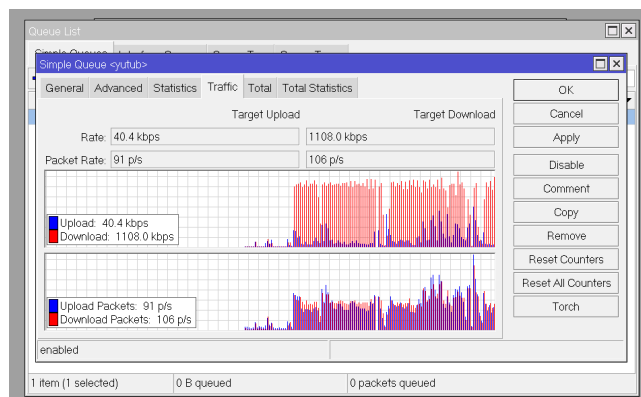 Queue List
Simple Queue <yutub>
General Advanced Statistics Traffic Total Total Statistics
Target Upload Target Download
Rate: 40.4 kbps 1108.0 kbps
Packet Rate: 91 p/s 106 p/s
Upload: 40.4 kbps
Download: 1108.0 kbps
Upload Packets: 91 p/s
Download Packets: 106 p/s
enabled
OK
Cancel
Apply
Disable
Comment
Copy
Remove
Reset Counters
Reset All Counters
Torch
1 item (1 selected) 0 B queued 0 packets queued